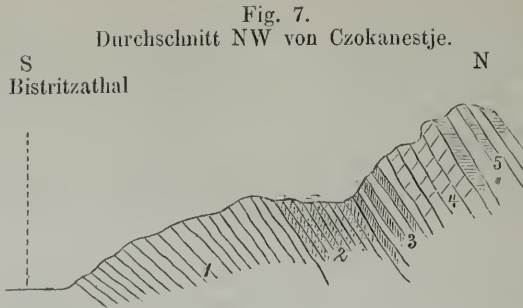 Fig. 7.
Durchschnitt NW von Czokanestje.
S
N
Bistritzathal
1
2
3
4
5